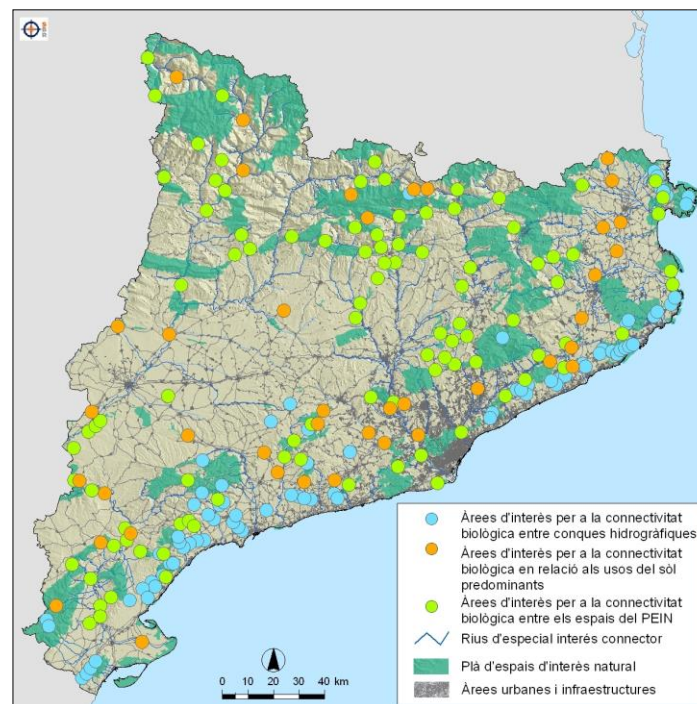 Àrees d'interès per a la connectivitat
biològica entre conques hidrogràfiques
Àrees d'interès per a la connectivitat
biològica en relació als usos del sòl
predominants
Àrees d'interès per a la connectivitat
biològica entre els espais del PEIN
Rius d'especial interés connector
Plà d'espais d'interès natural
Àrees urbanes i infraestructures
0 10 20 40 km